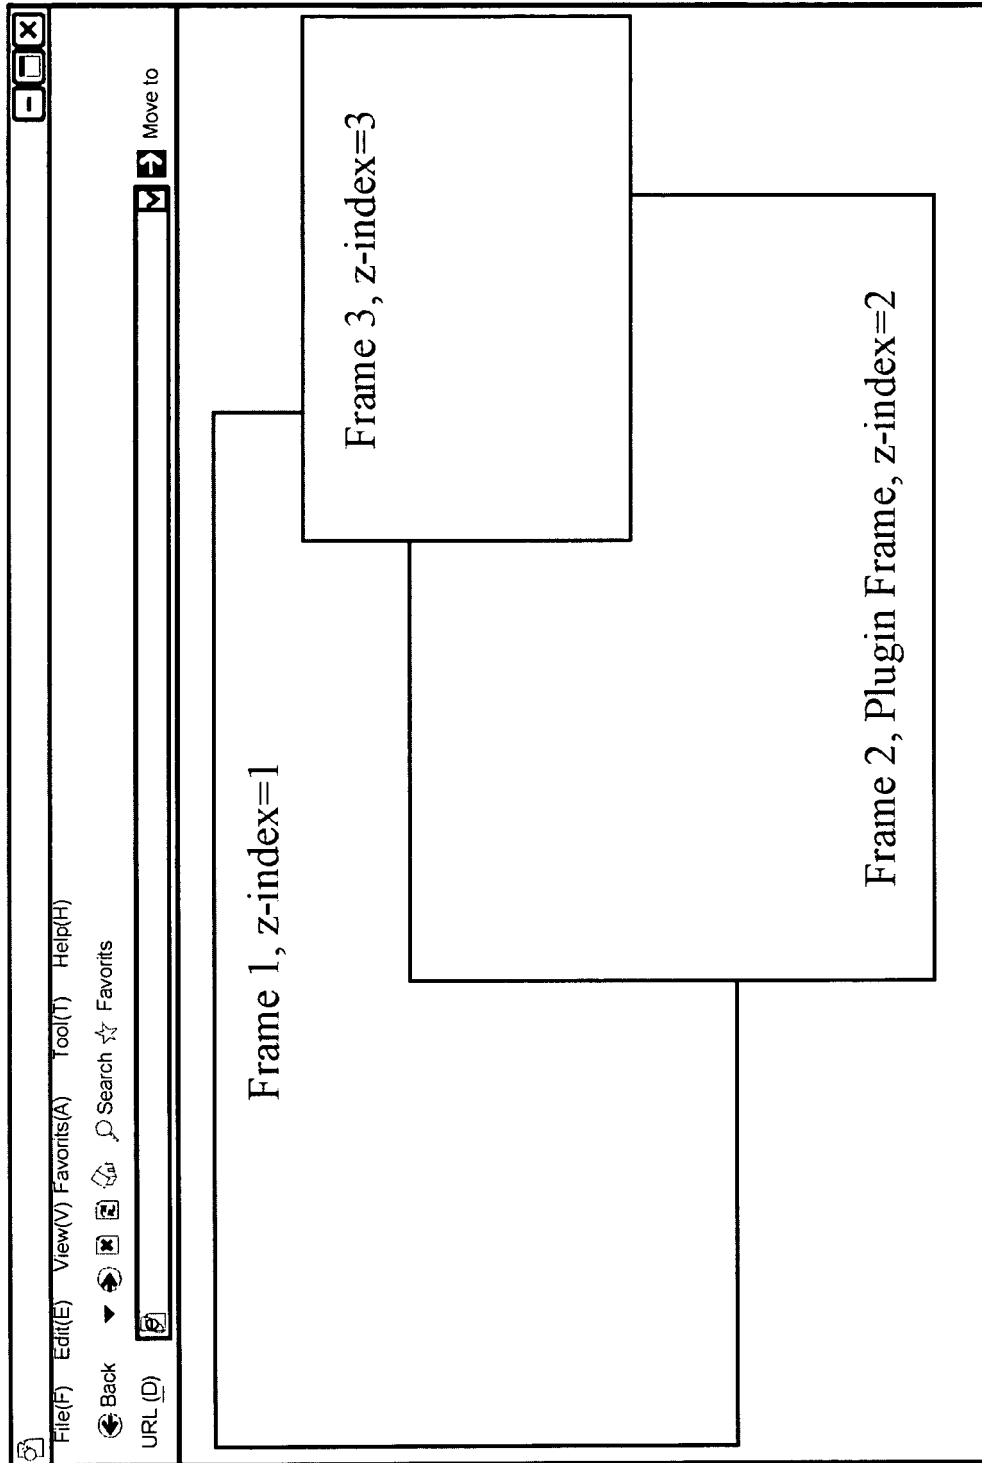 File(F) Edit(E) View(V) Favorits(A) Tool(T) Help(H)
Back Search Favorits
URL (D) Move to
Frame 1, z-index=1
Frame 3, z-index=3
Frame 2, Plugin Frame, z-index=2